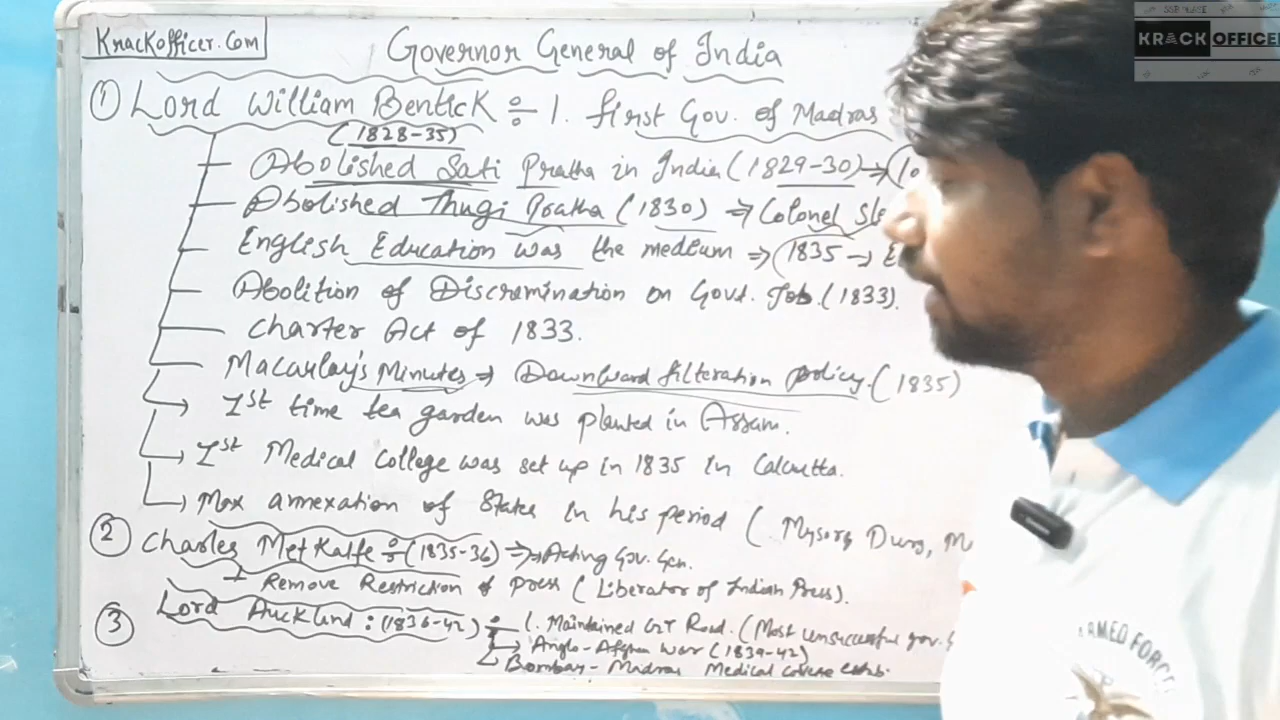 Krackofficer.Com
Governor General of India
KRACK OFFICER
① Lord William Bentick ÷ 1. first Gov. of Madras
(1828-35)
Abolished Sati Pratha in India (1829-30) →
Abolished Thugi Pratha (1830) ⇒ Colonel Sle
English Education was the medium ⇒ (1835 → E
Abolition of Discremination on Govt. Job. (1833).
Charter Act of 1833.
Macaulay's Minutes → Downward filteration policy. (1835)
1st time tea garden was planted in Assam.
1st Medical College was set up in 1835 in Calcutta.
Max annexation of States in his period (Mysore, Durg, M
② Charles Metkalfe ÷ (1835-36) ⇒ Acting Gov. Gen.
Remove Restriction of press (Liberator of Indian Press).
③ Lord Auckland : (1836-42) ÷ 1. Maintained G.T Road. (Most unsuccessful gov. G
Anglo-Afghan war (1839-42)
Bombay - Madras Medical college estab.
ARMED FORCES